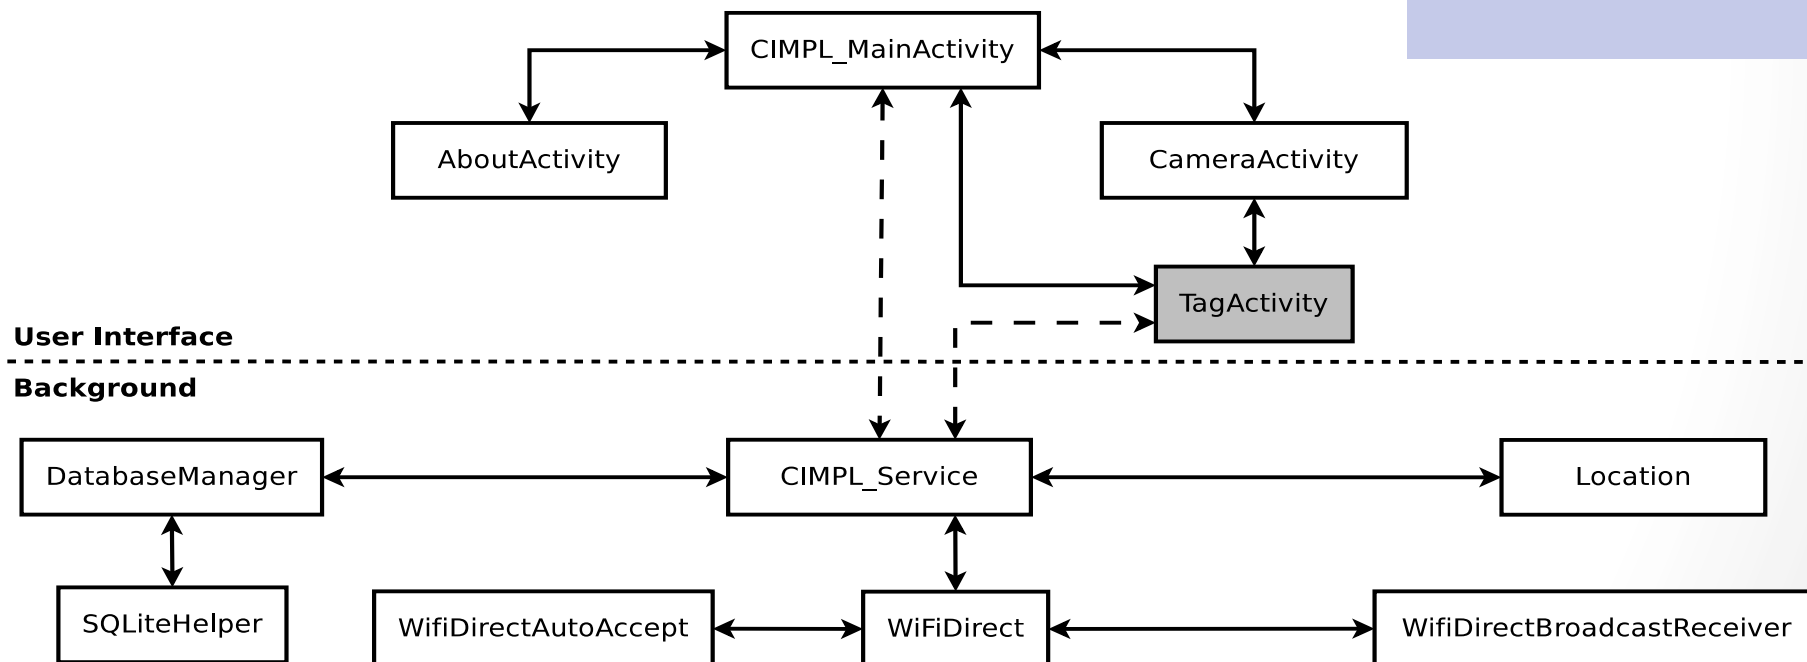 CIMPL_MainActivity
AboutActivity
CameraActivity
TagActivity
User Interface
Background
DatabaseManager
CIMPL_Service
Location
SQLiteHelper
WifiDirectAutoAccept
WiFiDirect
WifiDirectBroadcastReceiver